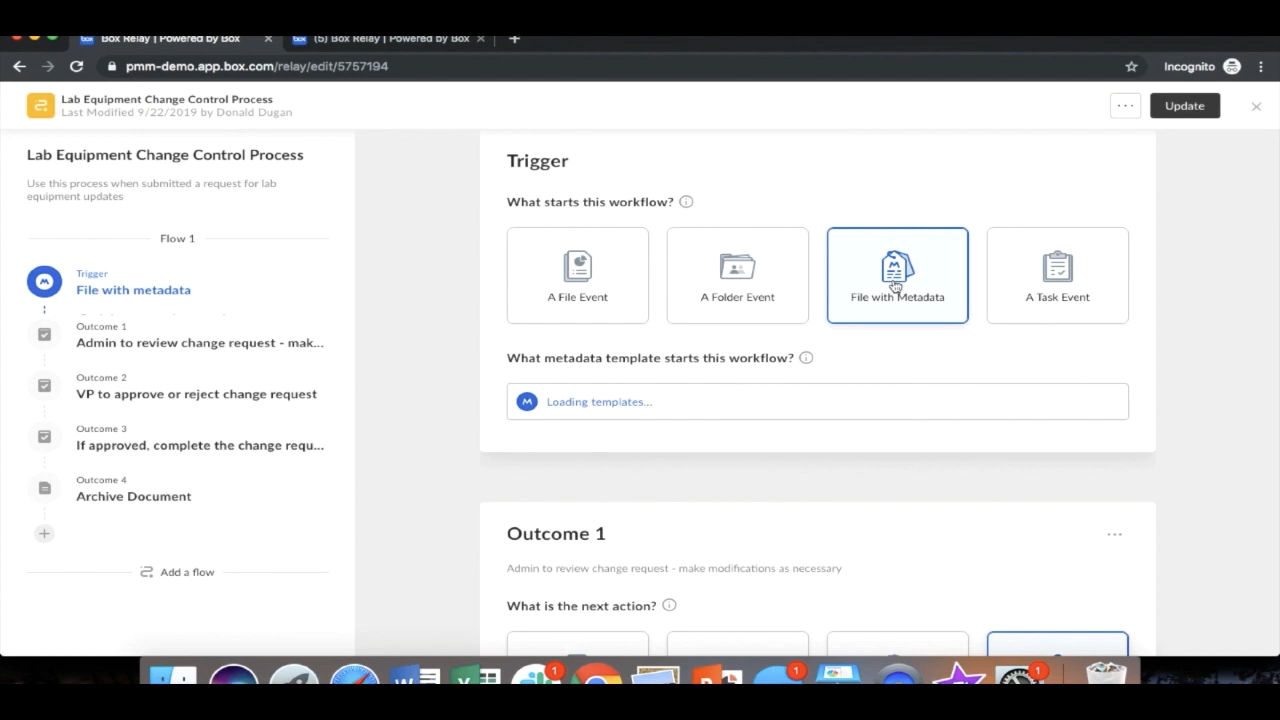 Box Relay | Powered by Box
(5) Box Relay | Powered by Box
pmm-demo.app.box.com/relay/edit/5757194
Incognito
Lab Equipment Change Control Process
Last Modified 9/22/2019 by Donald Dugan
Update
Lab Equipment Change Control Process
Use this process when submitted a request for lab
equipment updates
Flow 1
Trigger
File with metadata
Outcome 1
Admin to review change request - mak...
Outcome 2
VP to approve or reject change request
Outcome 3
If approved, complete the change requ...
Outcome 4
Archive Document
Add a flow
Trigger
What starts this workflow?
A File Event
A Folder Event
File with Metadata
A Task Event
What metadata template starts this workflow?
M Loading templates...
Outcome 1
Admin to review change request - make modifications as necessary
What is the next action?
1
1
1